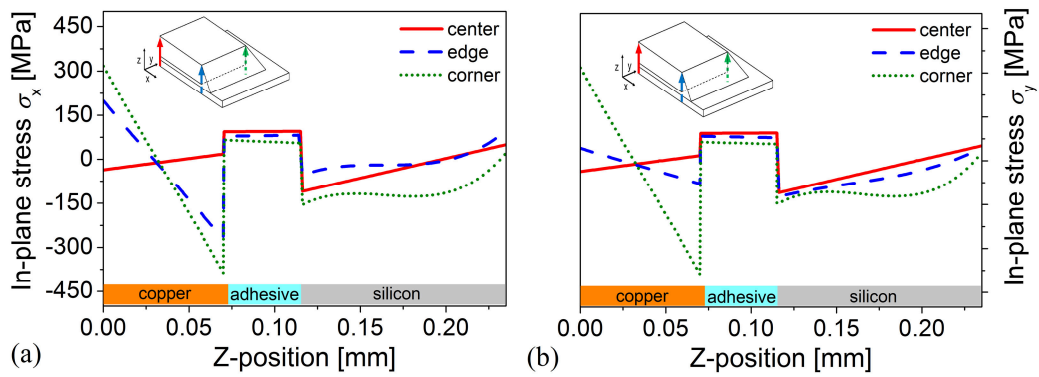 In-plane stress σx [MPa]
450
300
150
0
-150
-300
-450
center
edge
corner
z
y
x
copper
adhesive
silicon
0.00
0.05
0.10
0.15
0.20
Z-position [mm]
(a)
center
edge
corner
z
y
x
copper
adhesive
silicon
0.00
0.05
0.10
0.15
0.20
Z-position [mm]
(b)
In-plane stress σy [MPa]